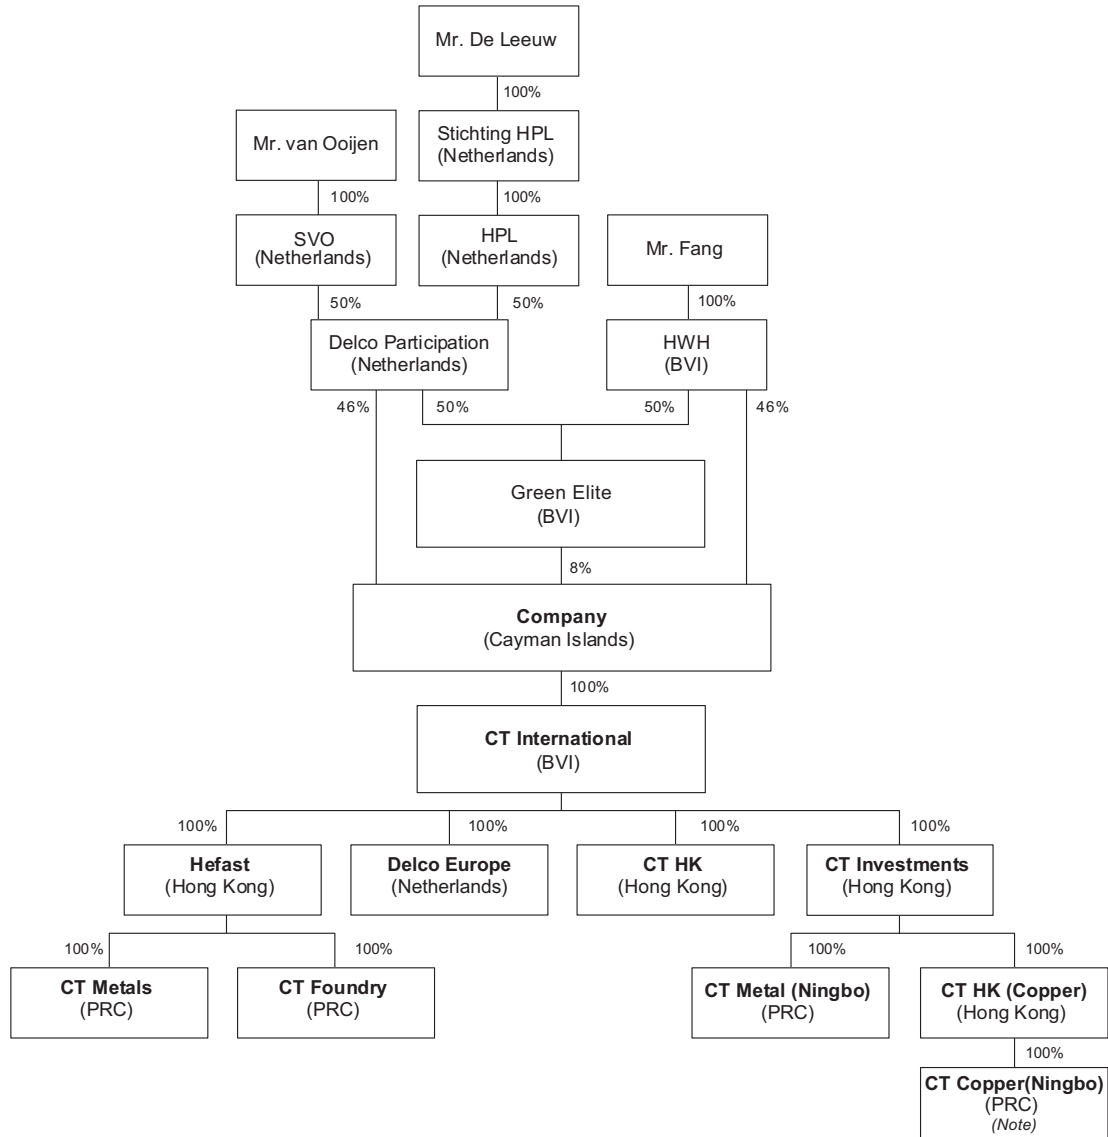 Mr. De Leeuw
100%
Mr. van Ooijen
Stichting HPL
(Netherlands)
100%
100%
SVO
(Netherlands)
HPL
(Netherlands)
Mr. Fang
50%
50%
100%
Delco Participation
(Netherlands)
HWH
(BVI)
46%
50%
50%
46%
Green Elite
(BVI)
8%
Company
(Cayman Islands)
100%
CT International
(BVI)
100%
100%
100%
100%
Hefast
(Hong Kong)
Delco Europe
(Netherlands)
CT HK
(Hong Kong)
CT Investments
(Hong Kong)
100%
100%
100%
100%
CT Metals
(PRC)
CT Foundry
(PRC)
CT Metal (Ningbo)
(PRC)
CT HK (Copper)
(Hong Kong)
100%
CT Copper(Ningbo)
(PRC)
(Note)